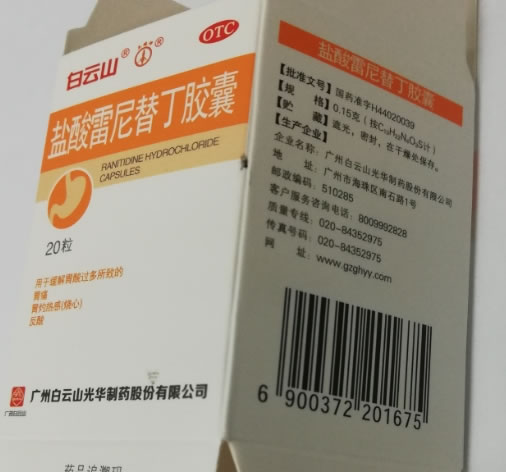 白云山® ®
OTC
盐酸雷尼替丁胶囊
RANITIDINE HYDROCHLORIDE
CAPSULES
20粒
用于缓解胃酸过多所致的
胃痛
胃灼热感(烧心)
反酸
广州白云山光华制药股份有限公司
药品追溯码
盐酸雷尼替丁胶囊
【批准文号】国药准字H44020039
【规 格】0.15克(按C₁₃H₂₂N₄O₃S计)
【贮 藏】遮光,密封,在干燥处保存。
【生产企业】
企业名称:广州白云山光华制药股份有限公司
地 址:广州市海珠区南石路1号
邮政编码:510285
客户服务咨询电话:8009992828
质量专线:020-84352975
传真号码:020-84352975
网 址:www.gzghyy.com
6 900372 201675